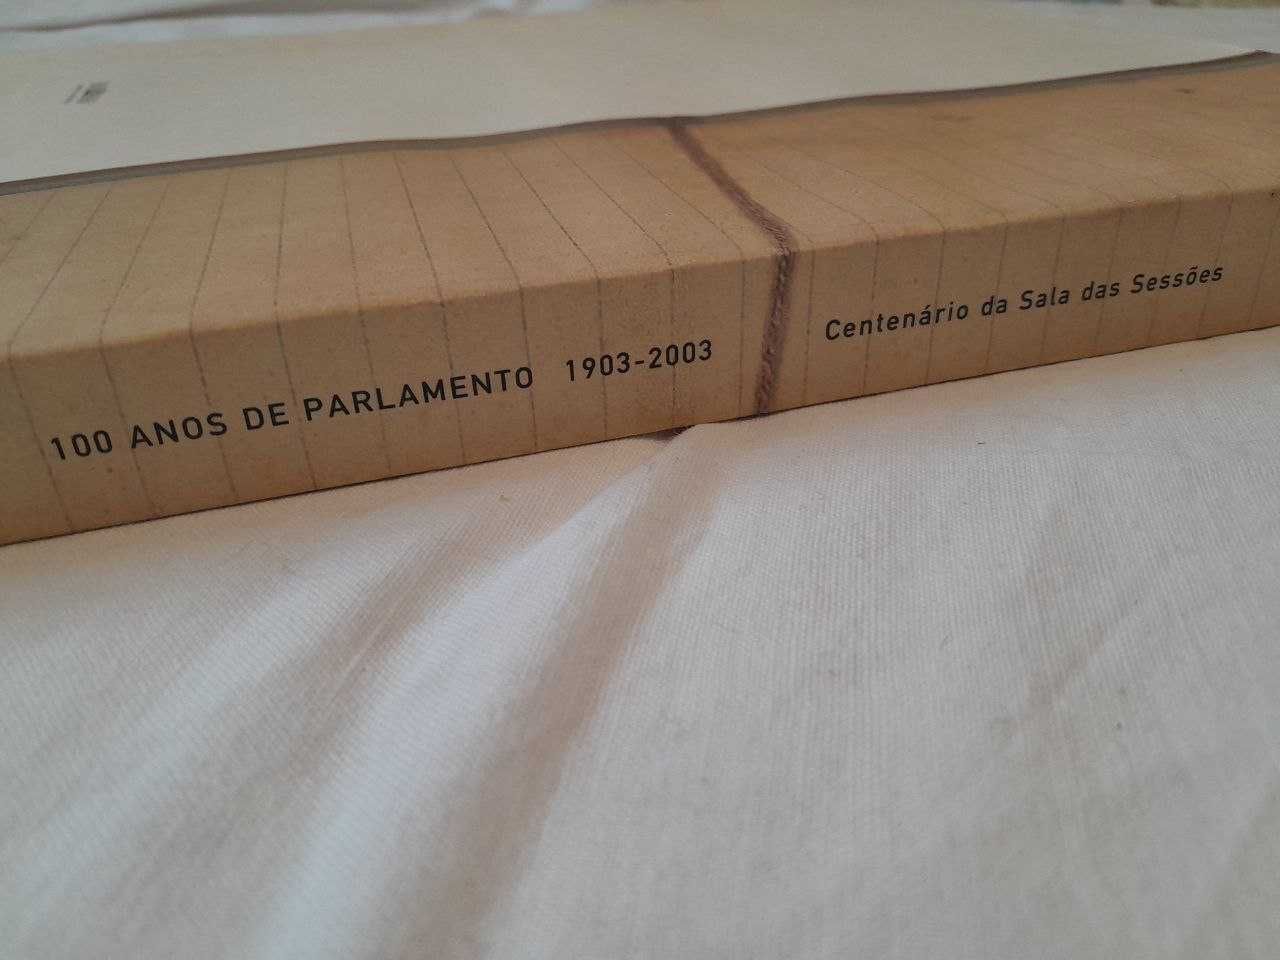 100 ANOS DE PARLAMENTO 1903-2003 Centenário da Sala das Sessões